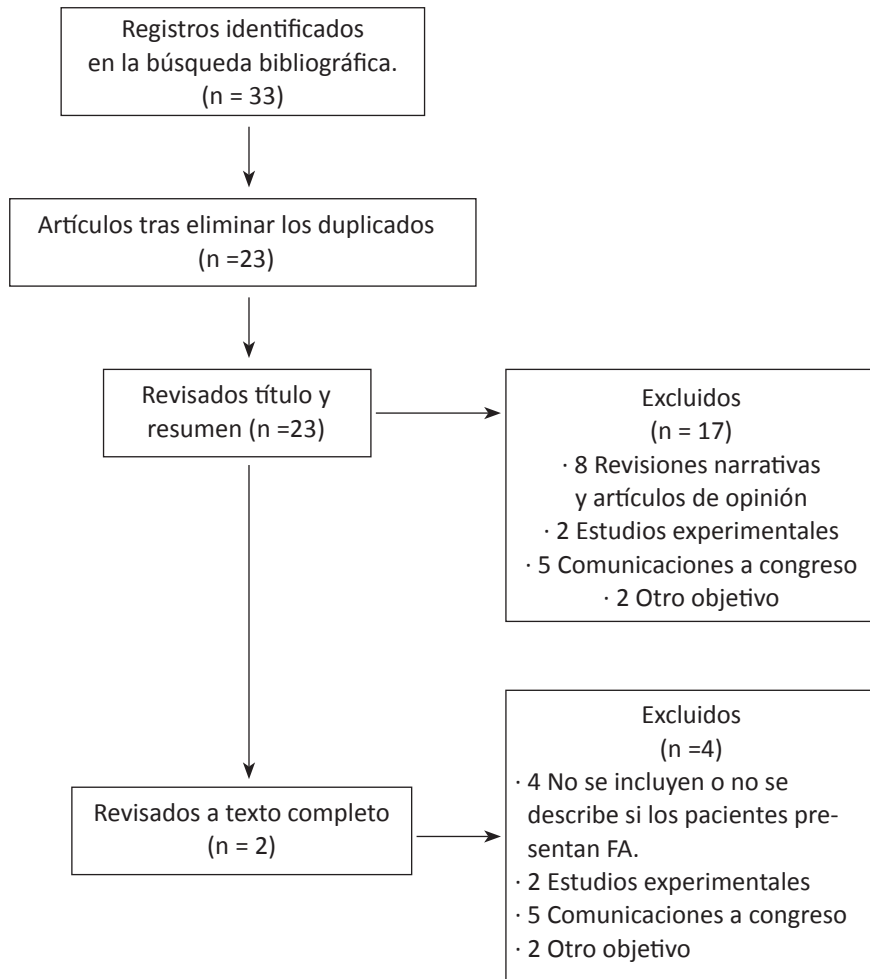 Registros identificados
en la búsqueda bibliográfica.
(n = 33)
Artículos tras eliminar los duplicados
(n =23)
Revisados título y
resumen (n =23)
Excluidos
(n = 17)
· 8 Revisiones narrativas
y artículos de opinión
· 2 Estudios experimentales
· 5 Comunicaciones a congreso
· 2 Otro objetivo
Revisados a texto completo
(n = 2)
Excluidos
(n =4)
· 4 No se incluyen o no se
describe si los pacientes pre-
sentan FA.
· 2 Estudios experimentales
· 5 Comunicaciones a congreso
· 2 Otro objetivo